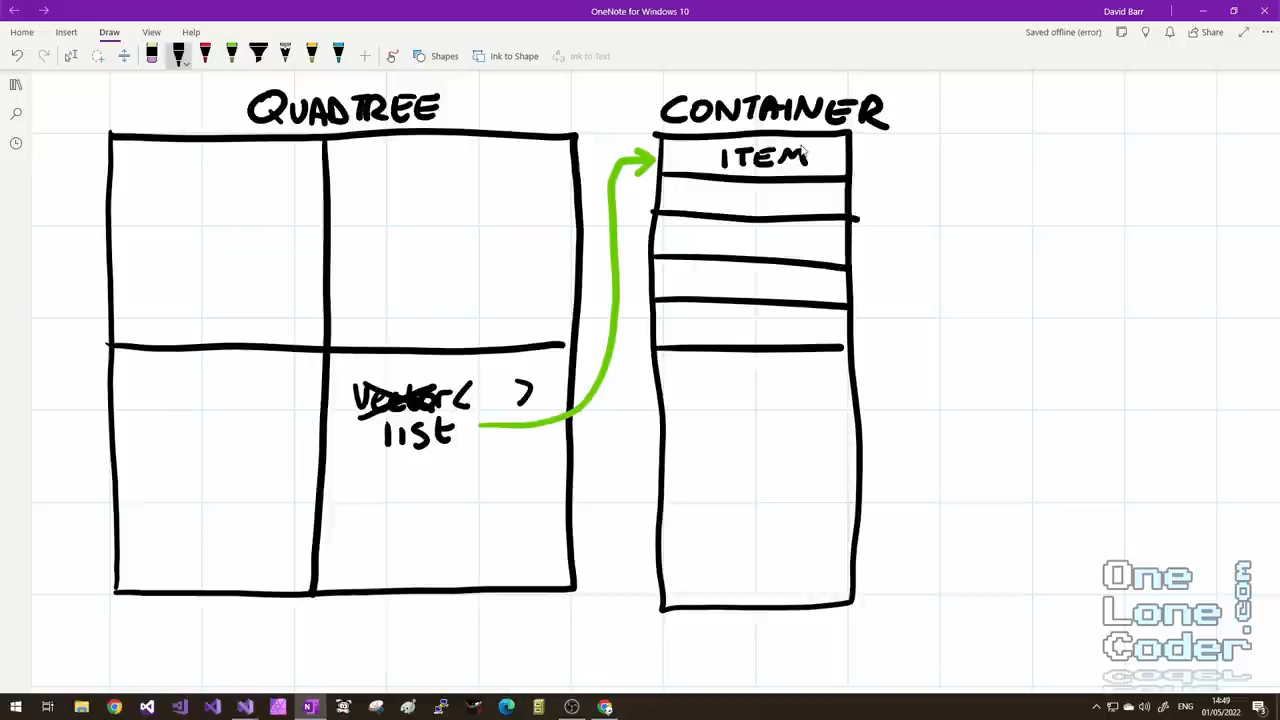 OneNote for Windows 10
David Barr
Home Insert Draw View Help
Saved offline (error)
Share
Shapes
Ink to Shape
Ink to Text
QUADTREE
CONTAINER
ITEM
vector< >
list
One
Lone
Coder
.com
14:49
01/05/2022